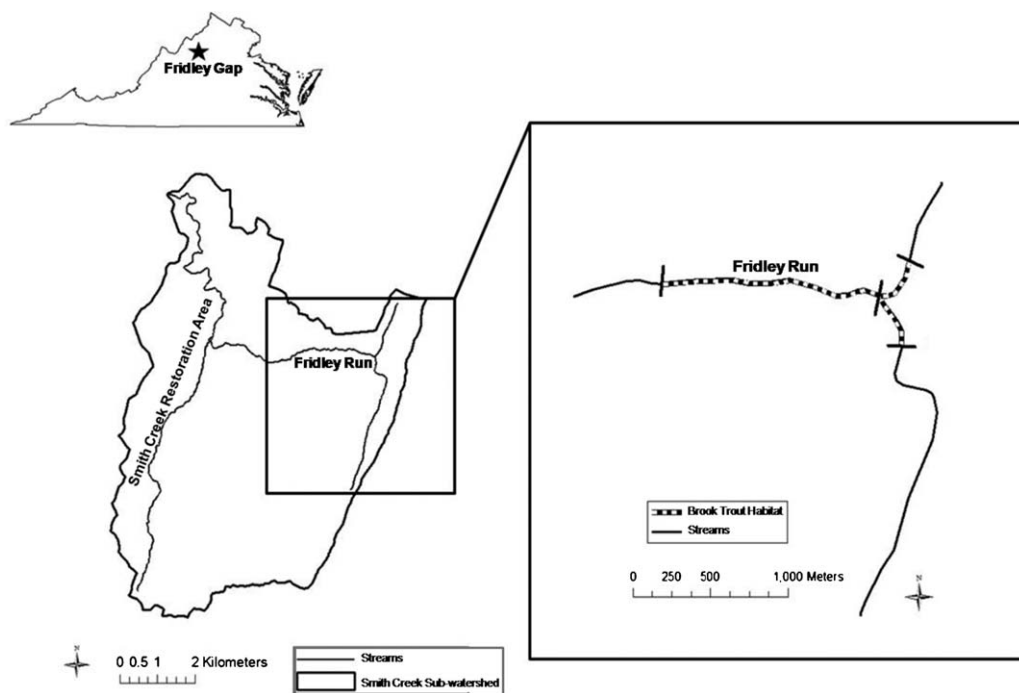 Fridley Gap
Smith Creek Restoration Area
Fridley Run
N
0 0.5 1 2 Kilometers
Streams
Smith Creek Sub-watershed
Fridley Run
Brook Trout Habitat
Streams
0 250 500 1,000 Meters
N